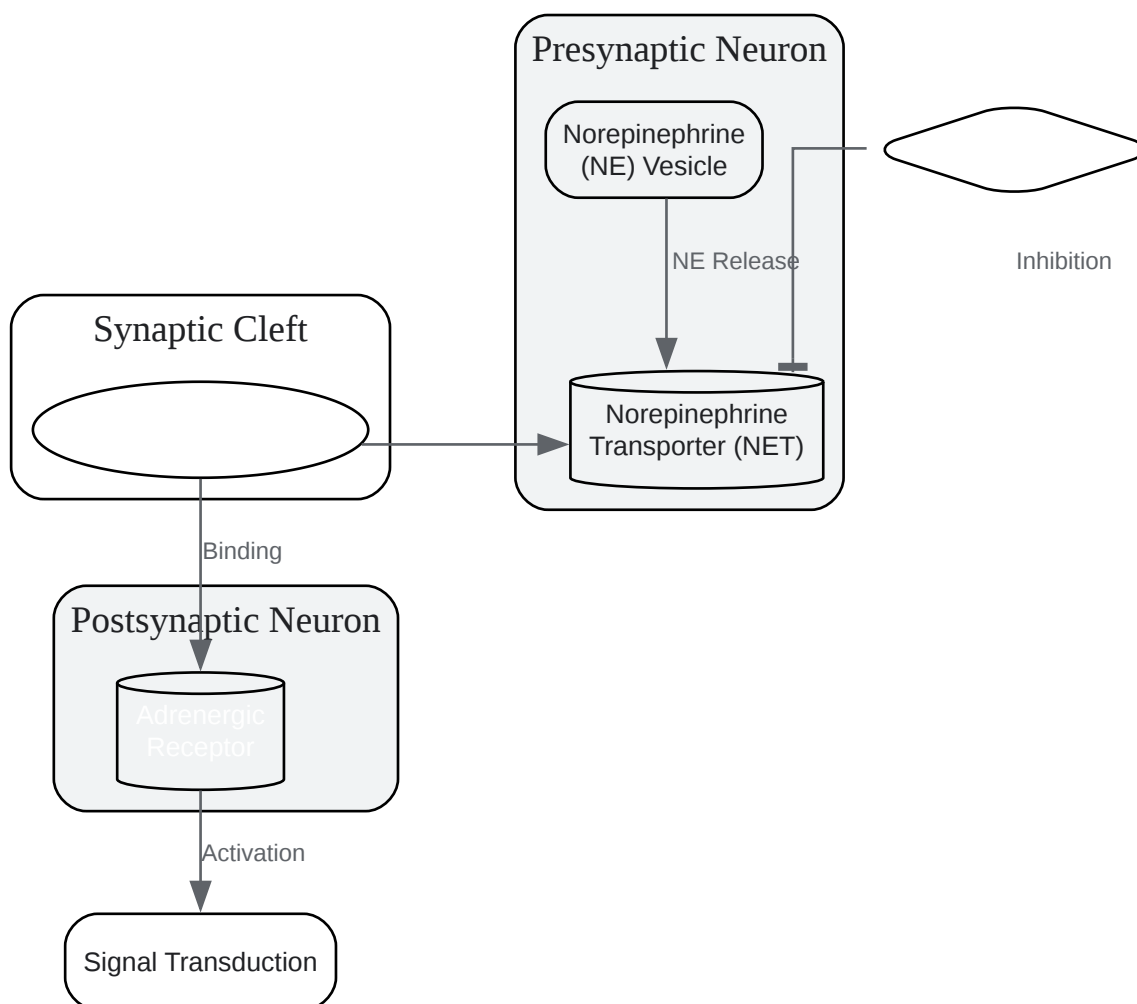 Presynaptic Neuron
Norepinephrine
(NE) Vesicle
NE Release
Inhibition
Synaptic Cleft
Norepinephrine
Transporter (NET)
Binding
Postsynaptic Neuron
Adrenergic
Receptor
Activation
Signal Transduction